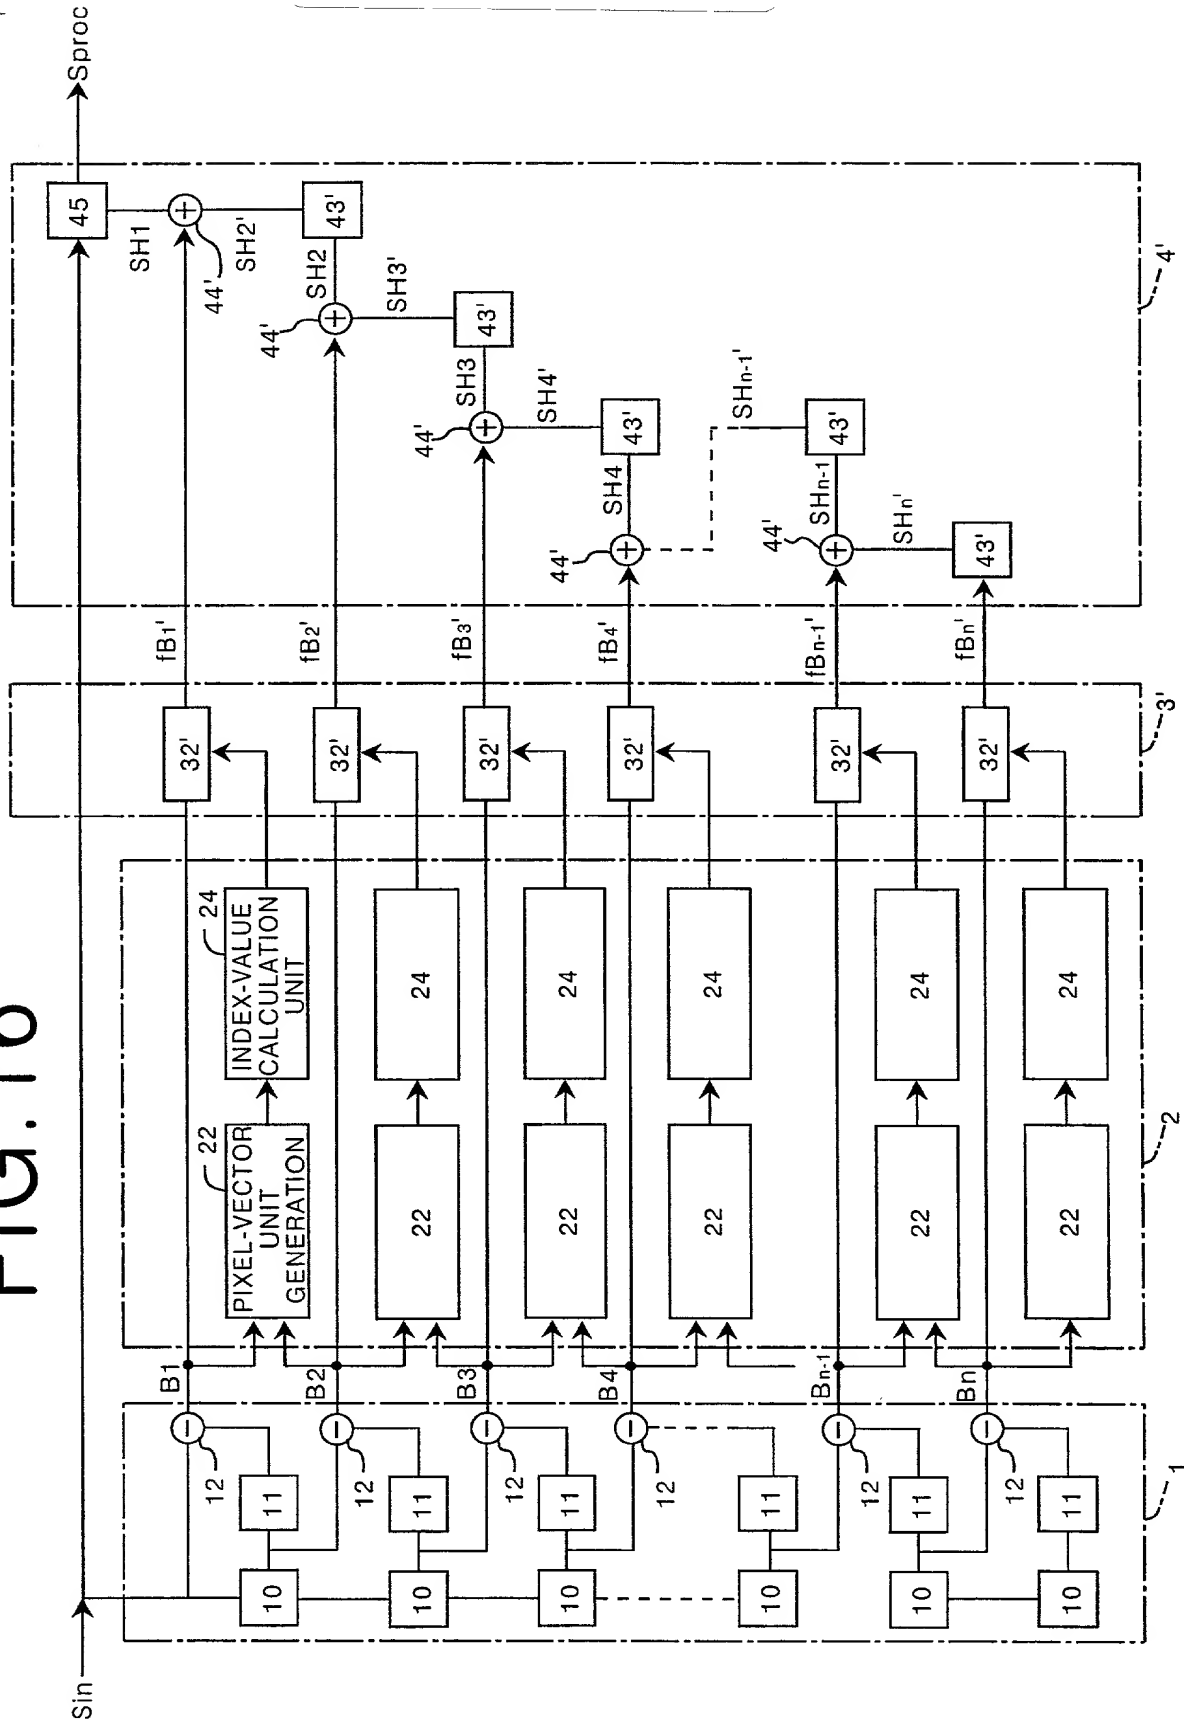 FIG.16
Sin
45
Sproc
SH1
B1
fB1'
32'
12
22
24
44'
SH2'
PIXEL-VECTOR
UNIT
GENERATION
INDEX-VALUE
CALCULATION
UNIT
10
11
B2
fB2'
32'
44'
SH2
43'
12
10
11
22
24
SH3'
B3
fB3'
32'
44'
SH3
43'
12
10
11
22
24
SH4'
B4
fB4'
32'
44'
SH4
43'
12
10
11
22
24
SHn-1'
Bn-1
fBn-1'
32'
44'
SHn-1
43'
12
10
11
22
24
SHn'
Bn
fBn'
32'
43'
12
10
11
22
24
1
2
3'
4'